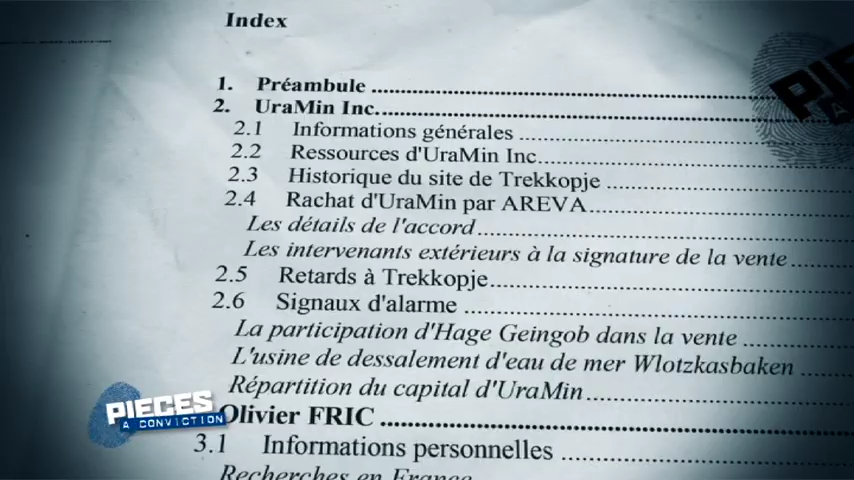 Index
1. Préambule
2. UraMin Inc.
2.1 Informations générales
2.2 Ressources d'UraMin Inc
2.3 Historique du site de Trekkopje
2.4 Rachat d'UraMin par AREVA
Les détails de l'accord
Les intervenants extérieurs à la signature de la vente
2.5 Retards à Trekkopje
2.6 Signaux d'alarme
La participation d'Hage Geingob dans la vente
L'usine de dessalement d'eau de mer Wlotzkasbaken
Répartition du capital d'UraMin
Olivier FRIC
3.1 Informations personnelles
Recherches en France
PIECES
A CONVICTION